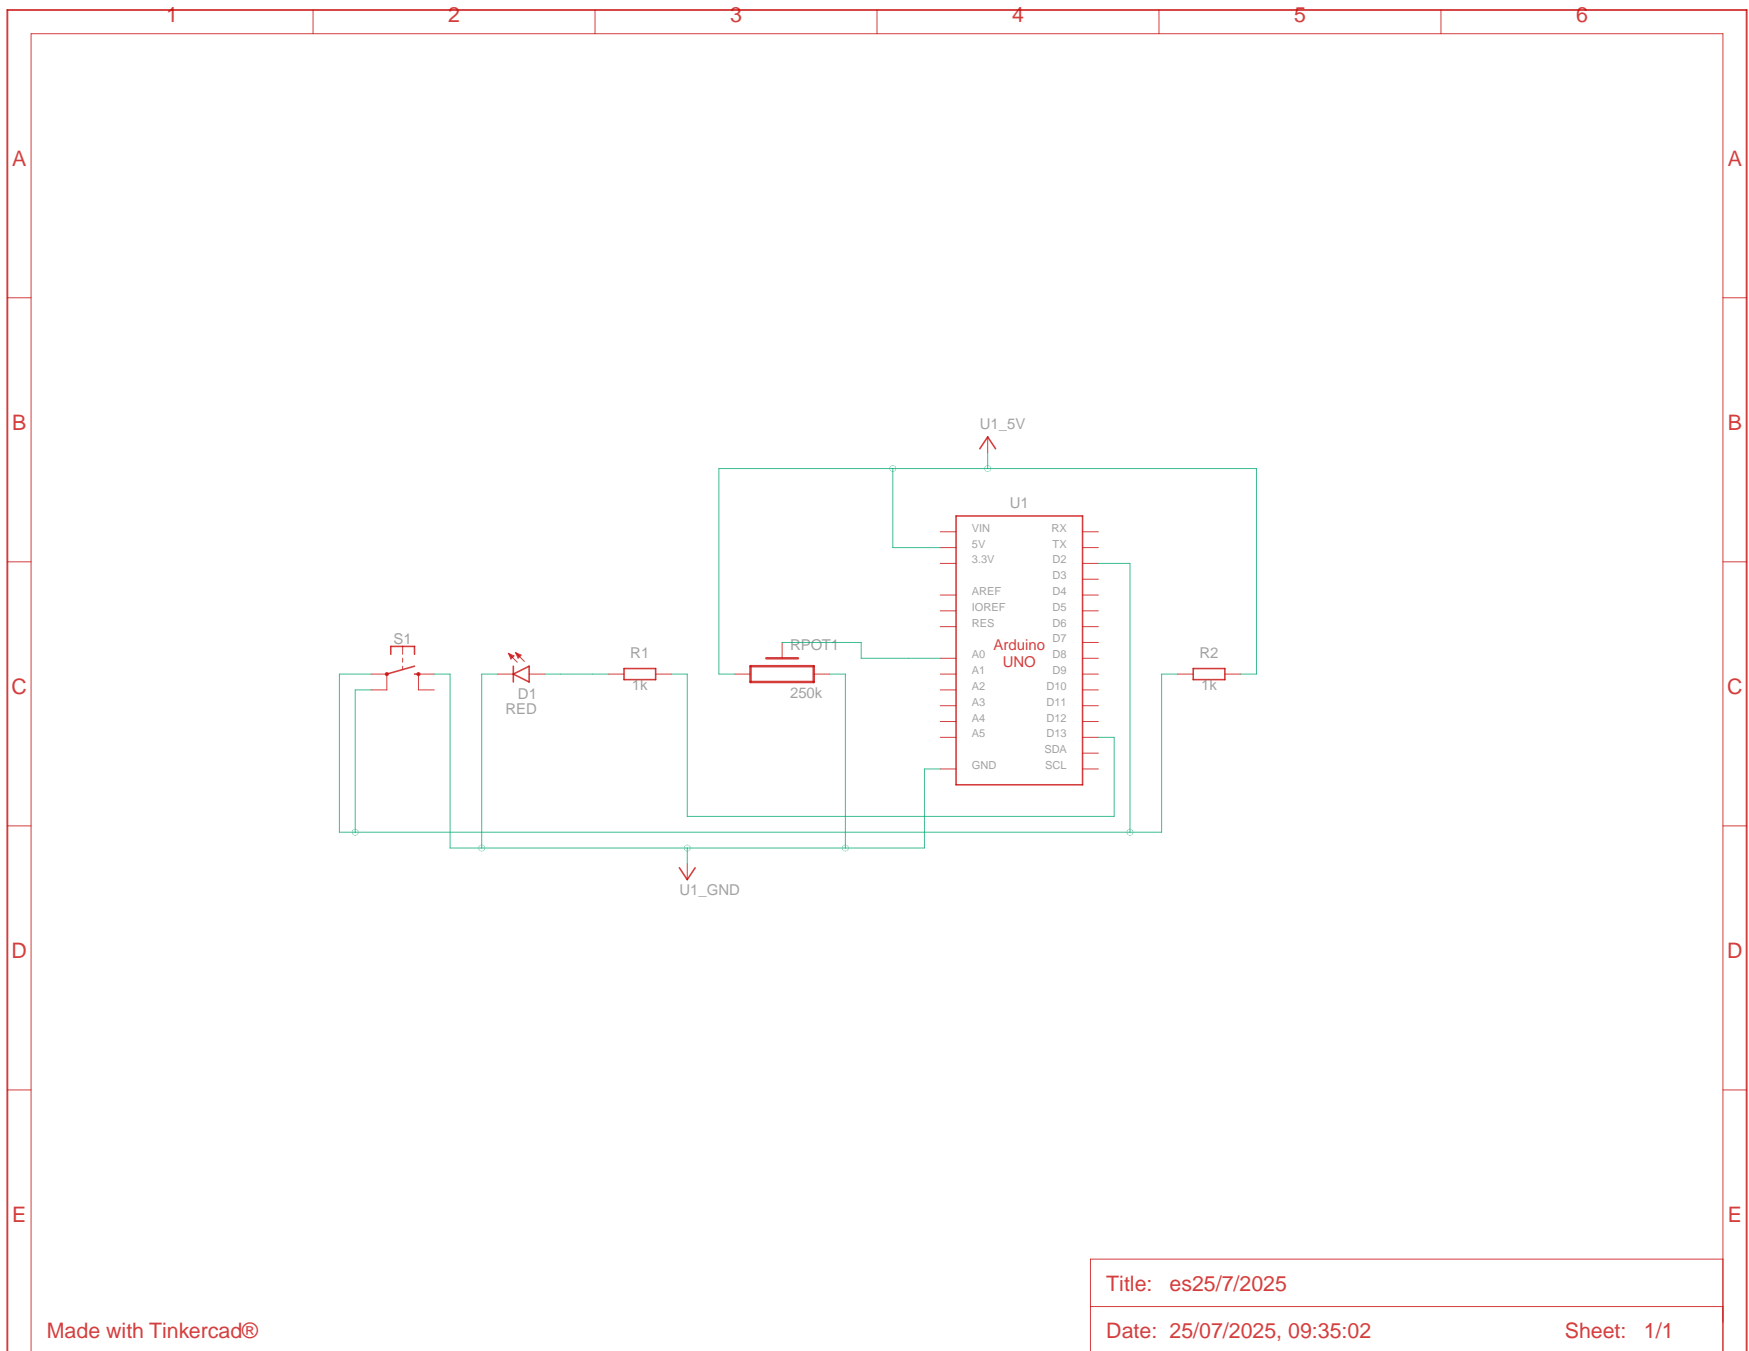 1 2 3 4 5 6
A A
B B
U1_5V
U1
VIN RX
5V TX
3.3V D2
D3
AREF D4
IOREF D5
RES D6
D7
Arduino
UNO
A0 D8
A1 D9
A2 D10
A3 D11
A4 D12
A5 D13
SDA
GND SCL
S1
D1
RED
R1
1k
RPOT1
250k
R2
1k
C C
U1_GND
D D
E E
Title: es25/7/2025
Made with Tinkercad®
Date: 25/07/2025, 09:35:02 Sheet: 1/1